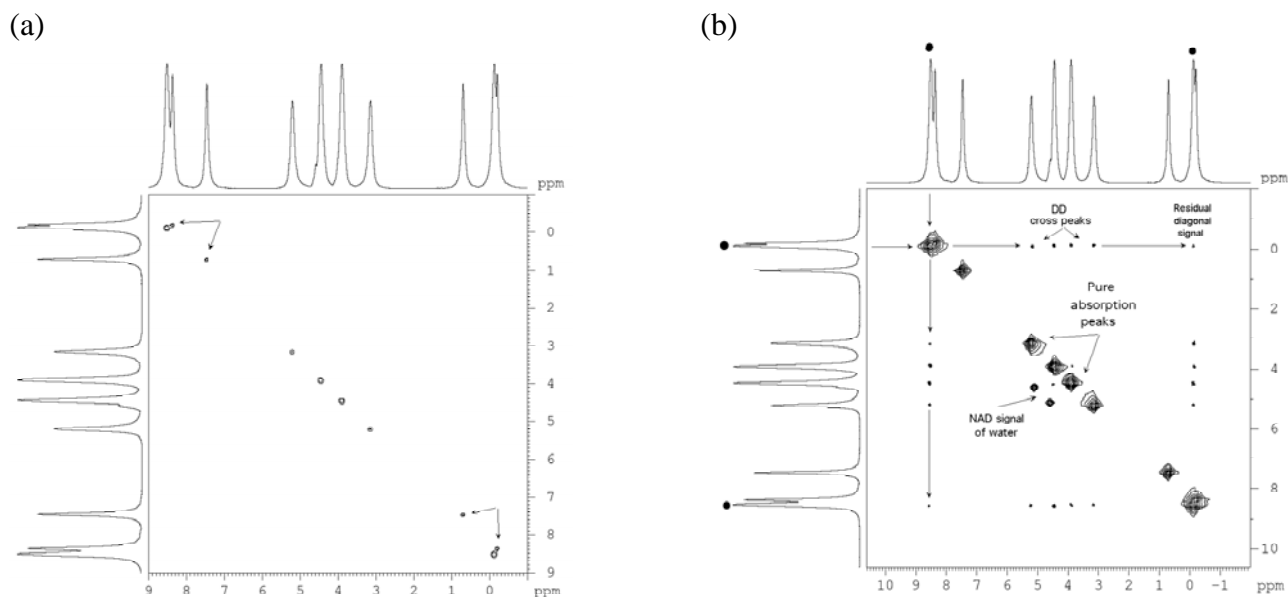 (a)
ppm
0
1
2
3
4
5
6
7
8
9
9 8 7 6 5 4 3 2 1 0 ppm
(b)
ppm
DD
cross peaks
Residual
diagonal
signal
Pure
absorption
peaks
NAD signal
of water
0
2
4
6
8
10
10 9 8 7 6 5 4 3 2 1 0 -1 ppm